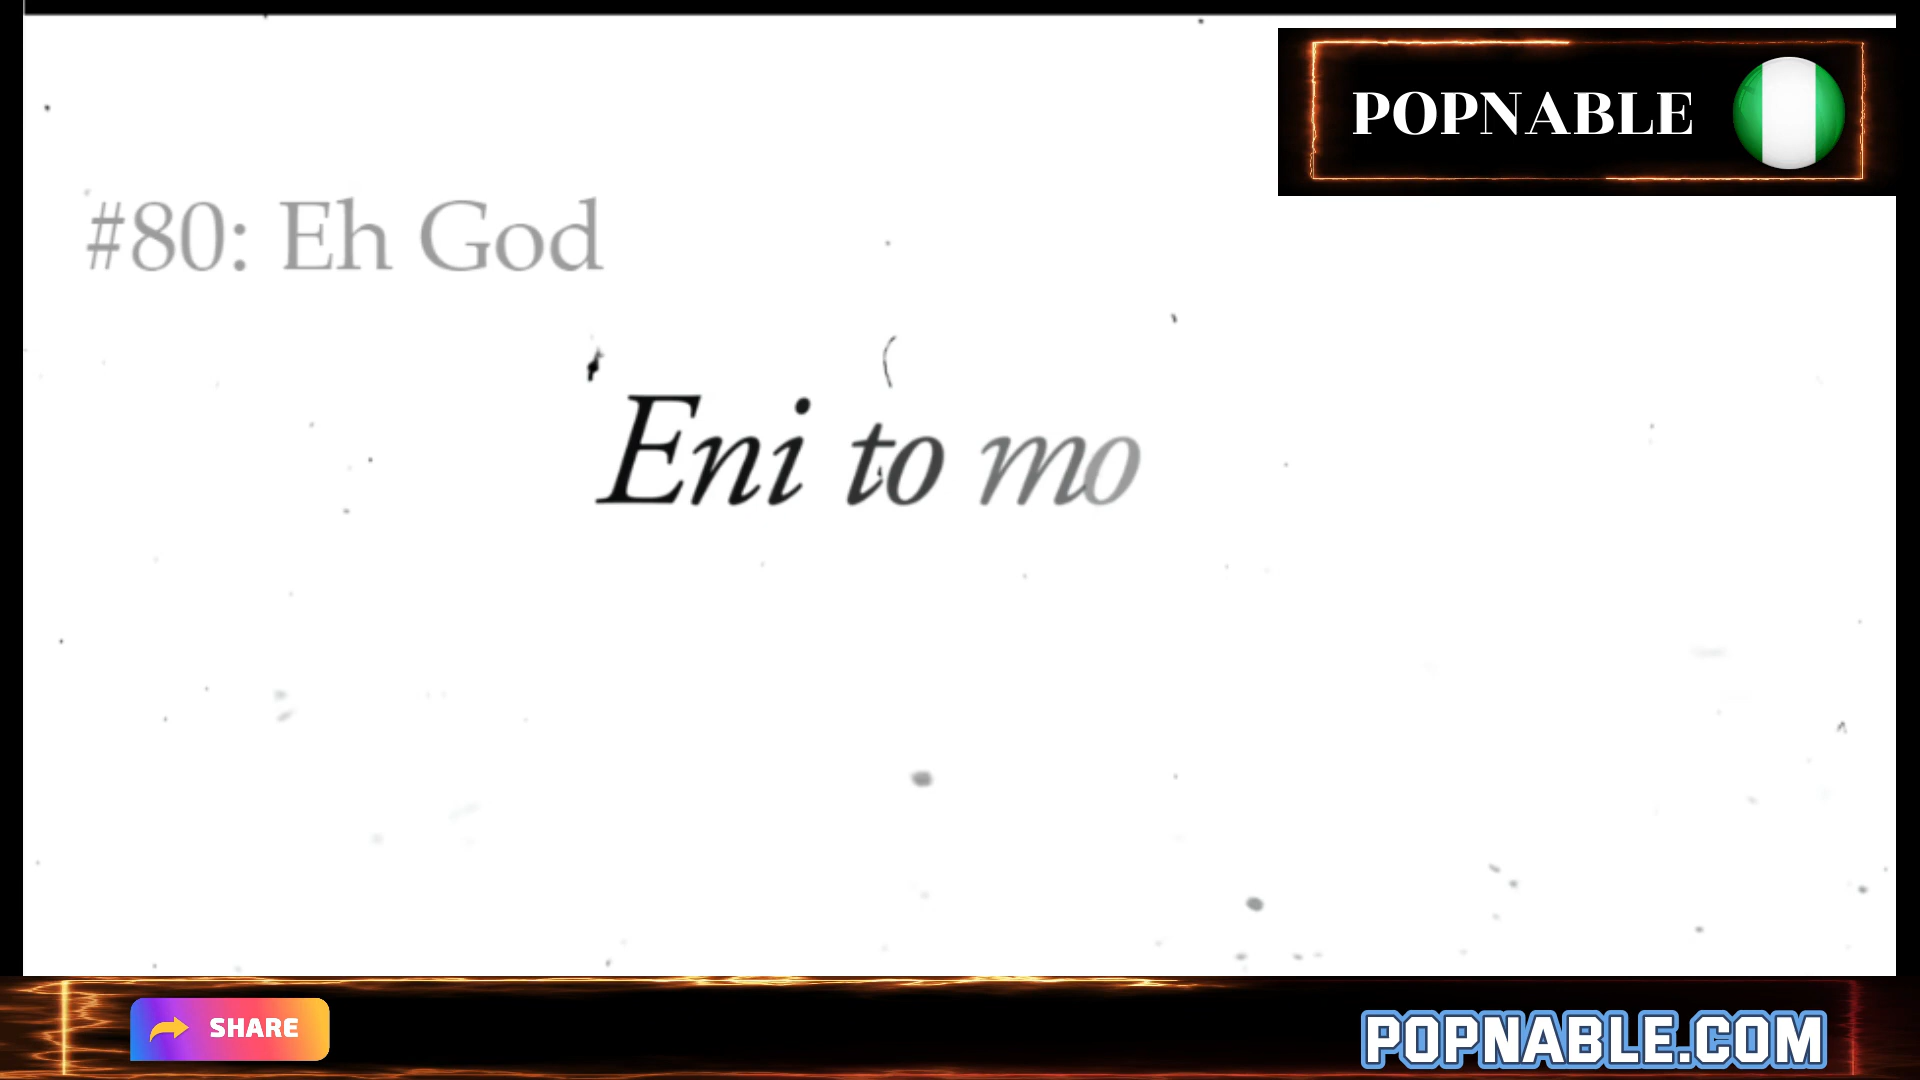 POPNABLE
#80: Eh God
Eni to mo
SHARE
POPNABLE.COM